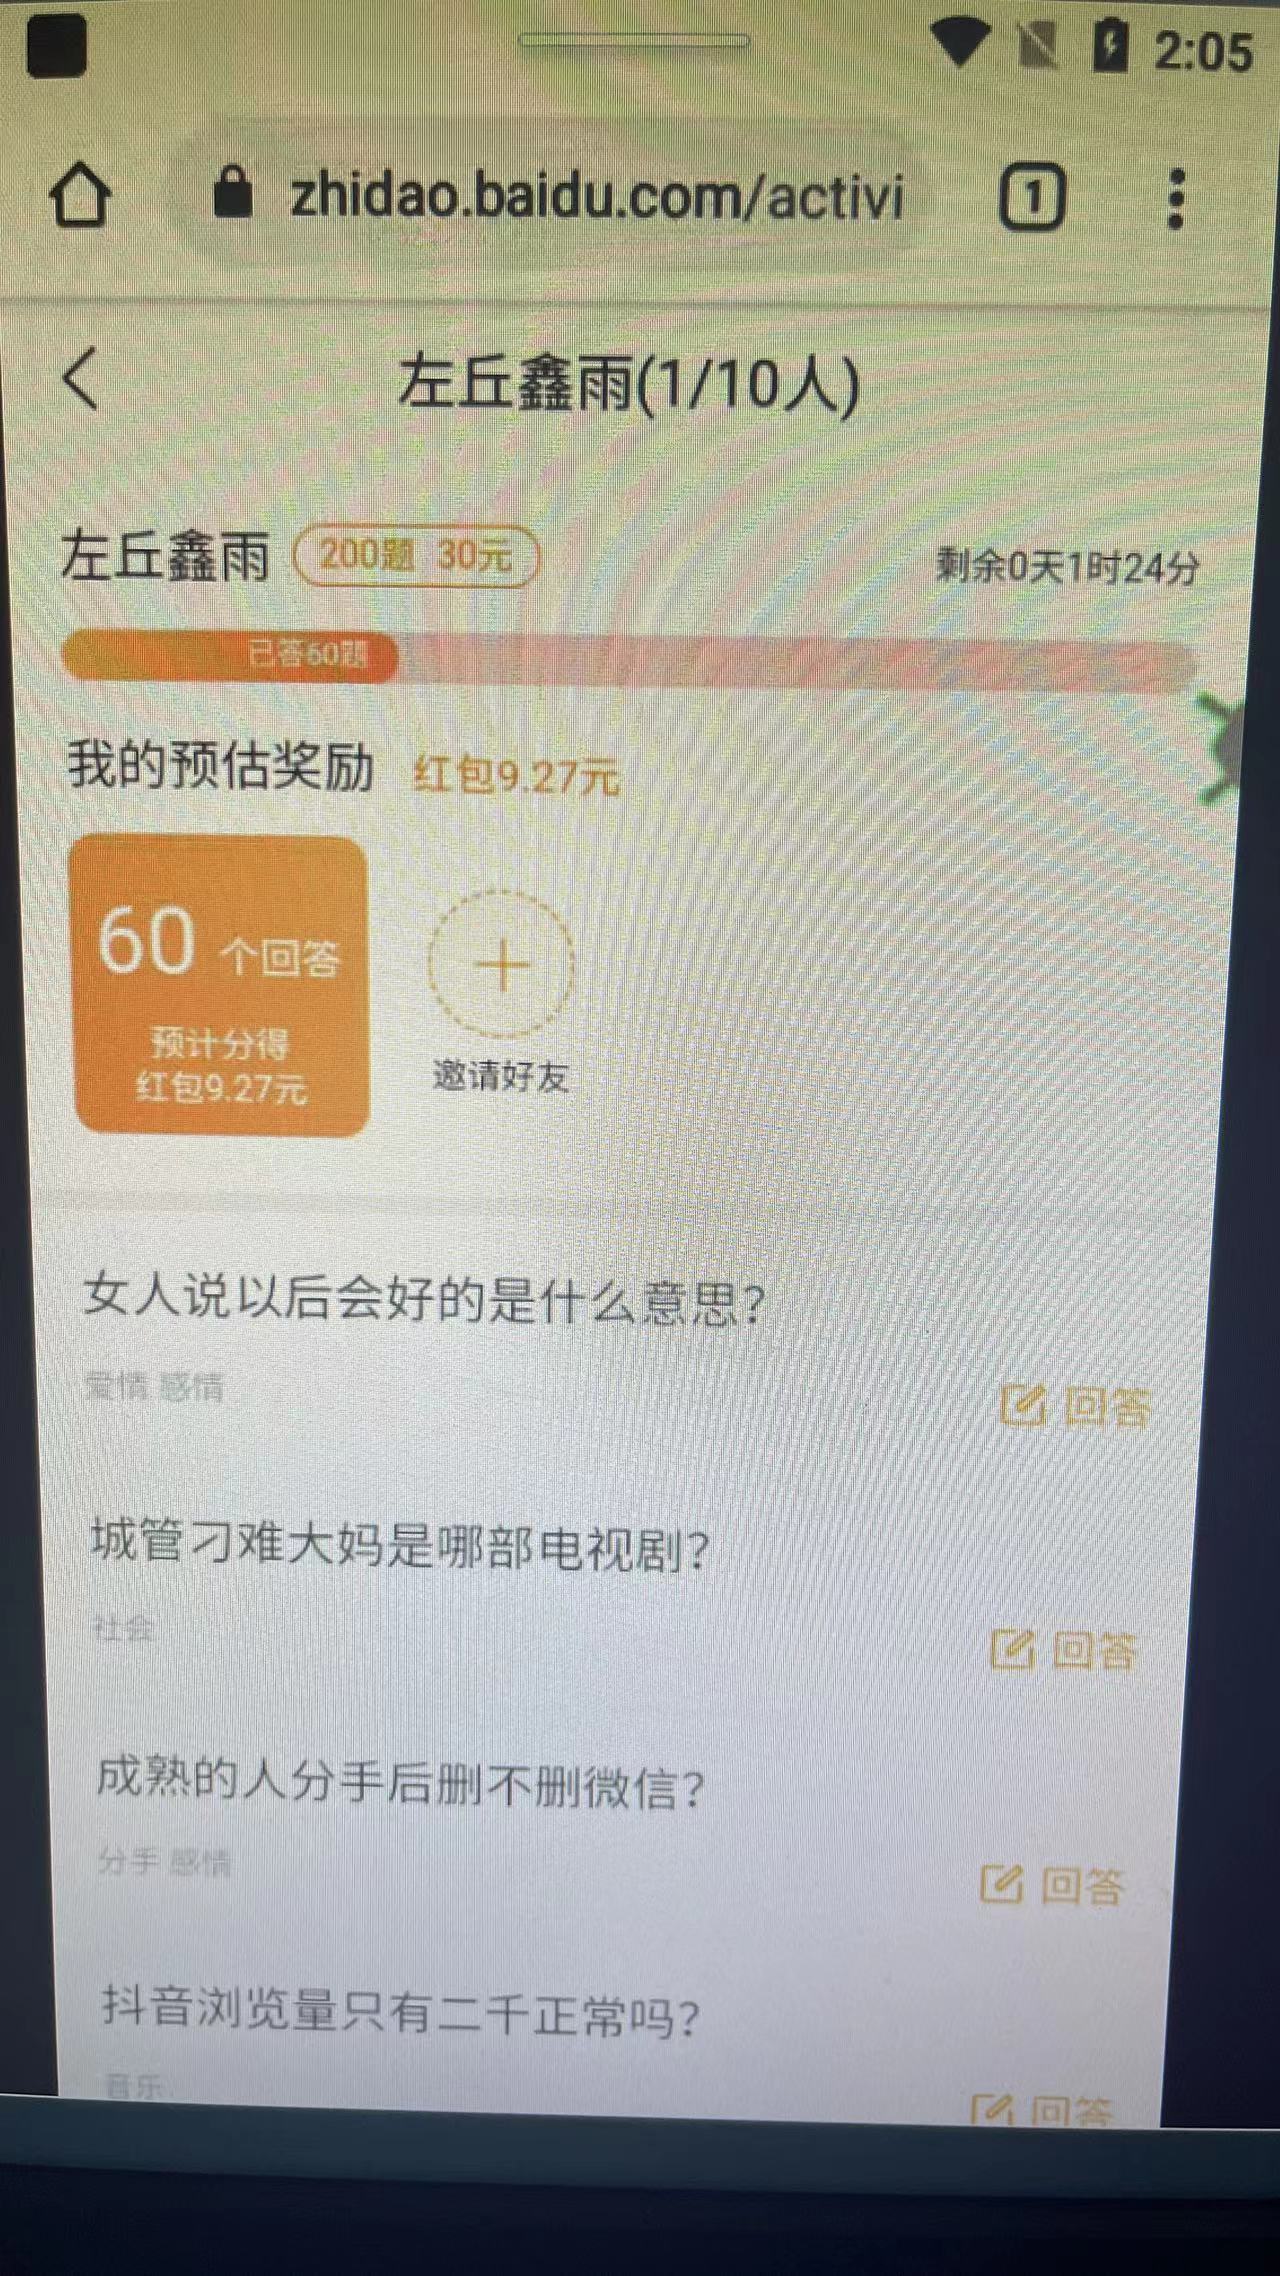 2:05
zhidao.baidu.com/activi
1
左丘鑫雨(1/10人)
左丘鑫雨 200题 30元 剩余0天1时24分
已答60题
我的预估奖励 红包9.27元
60 个回答
预计分得
红包9.27元
邀请好友
女人说以后会好的是什么意思?
爱情 感情
回答
城管刁难大妈是哪部电视剧?
社会
回答
成熟的人分手后删不删微信?
分手 感情
回答
抖音浏览量只有二千正常吗?
音乐
回答